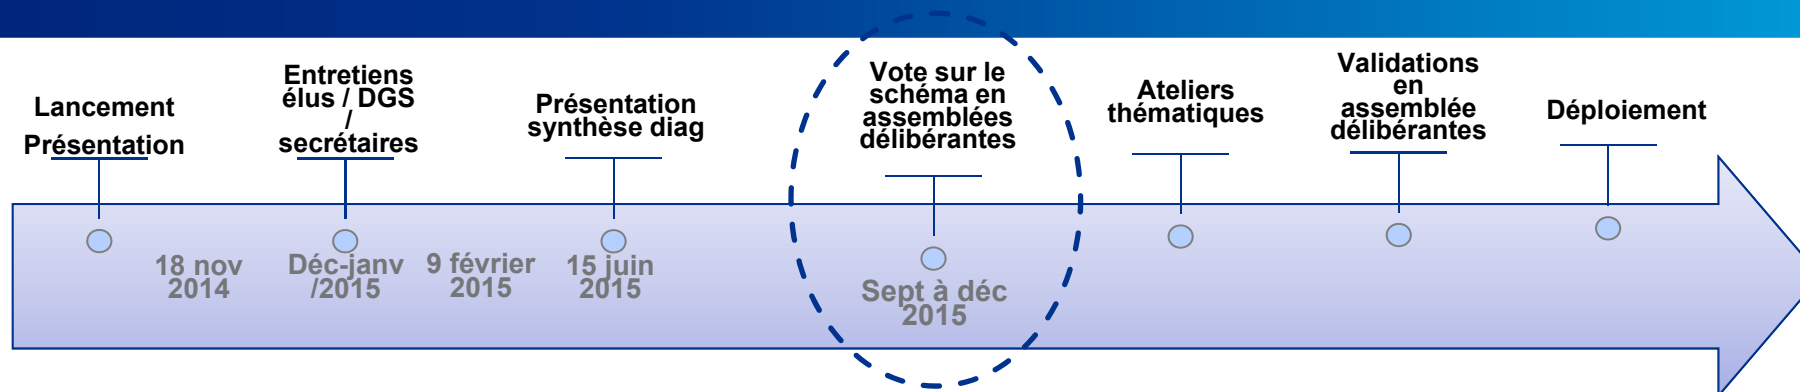 Lancement
Présentation
Entretiens
élus / DGS
/
secrétaires
Présentation
synthèse diag
Vote sur le
schéma en
assemblées
délibérantes
Ateliers
thématiques
Validations
en
assemblée
délibérantes
Déploiement
18 nov
2014
Déc-janv
/2015
9 février
2015
15 juin
2015
Sept à déc
2015